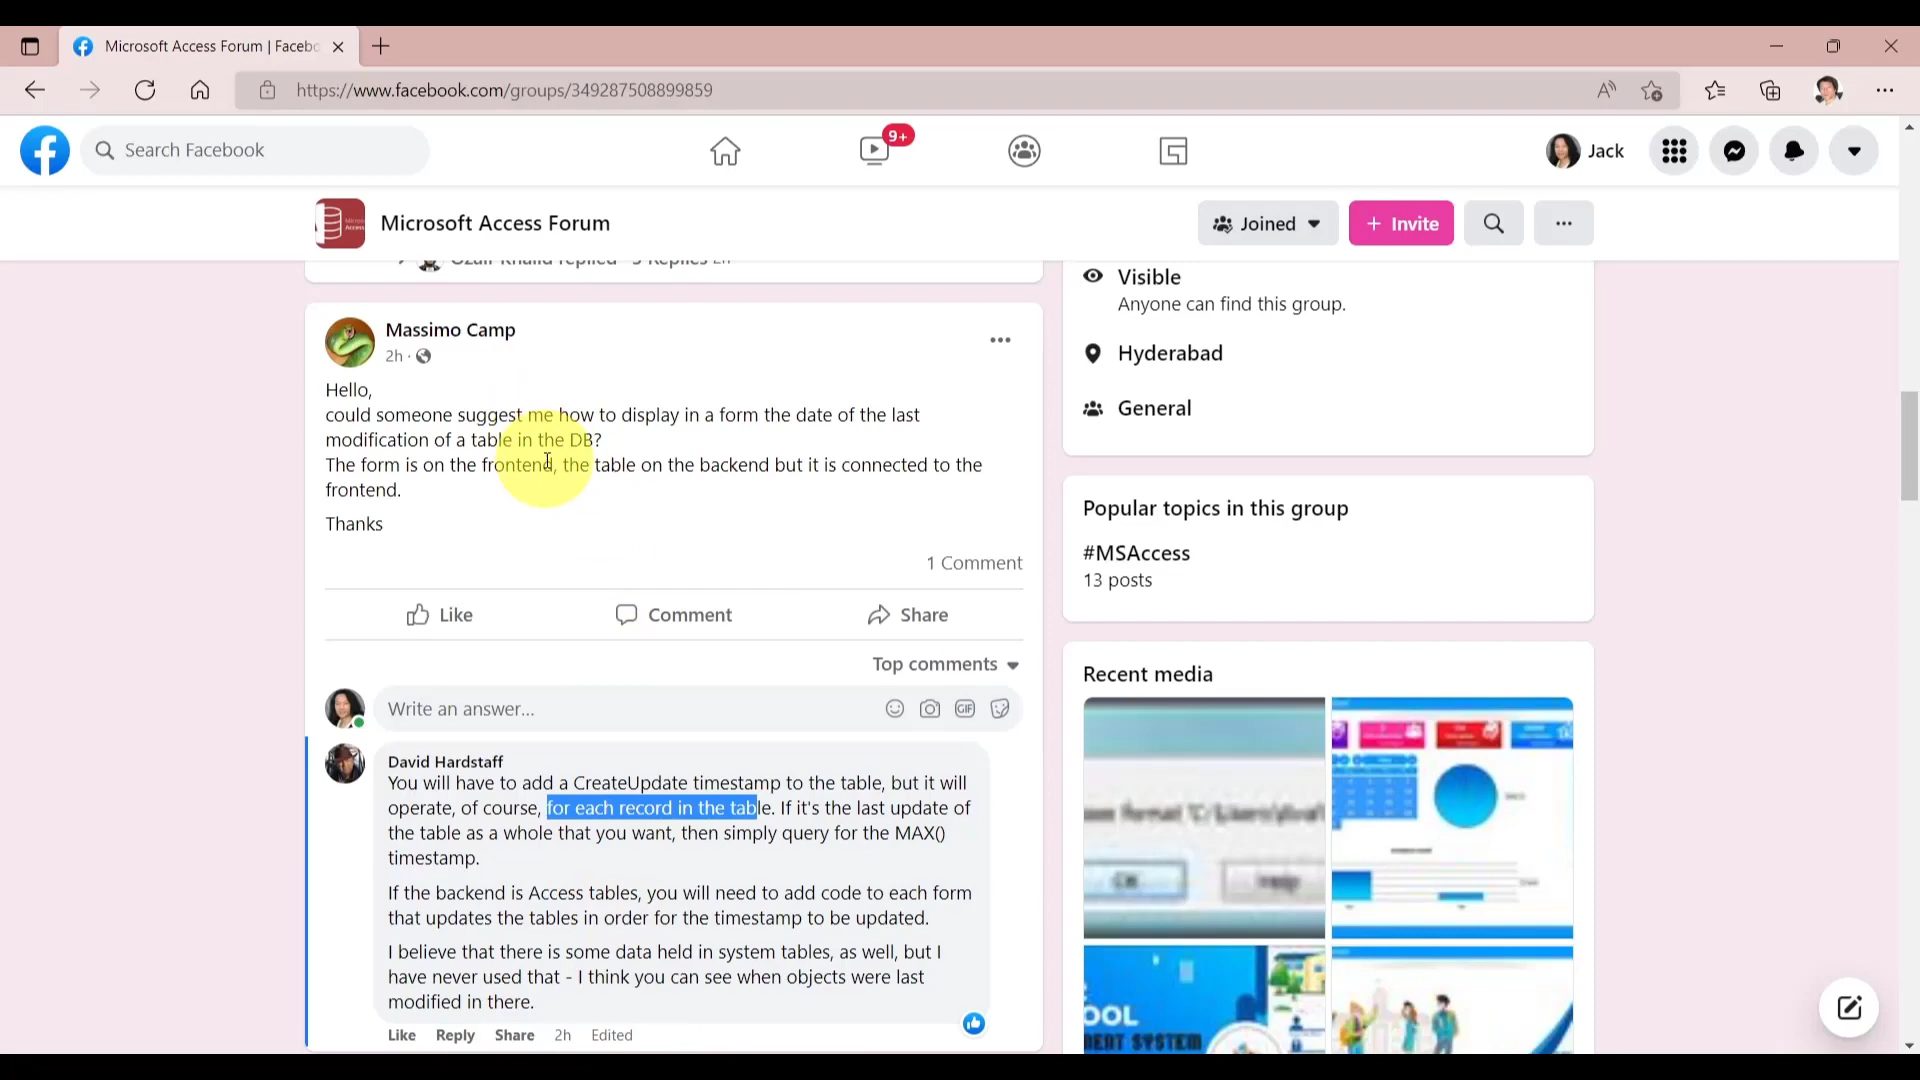 Microsoft Access Forum | Facebo
https://www.facebook.com/groups/349287508899859
Search Facebook
9+
Jack
Microsoft Access Forum
Joined
+ Invite
Ozair Khalid replied · 3 Replies 2h
Massimo Camp
2h ·
Hello,
could someone suggest me how to display in a form the date of the last
modification of a table in the DB?
The form is on the frontend, the table on the backend but it is connected to the
frontend.
Thanks
1 Comment
Like
Comment
Share
Top comments
Write an answer...
GIF
David Hardstaff
You will have to add a CreateUpdate timestamp to the table, but it will
operate, of course, for each record in the table. If it's the last update of
the table as a whole that you want, then simply query for the MAX()
timestamp.
If the backend is Access tables, you will need to add code to each form
that updates the tables in order for the timestamp to be updated.
I believe that there is some data held in system tables, as well, but I
have never used that - I think you can see when objects were last
modified in there.
Like Reply Share 2h Edited
Visible
Anyone can find this group.
Hyderabad
General
Popular topics in this group
#MSAccess
13 posts
Recent media
OOL